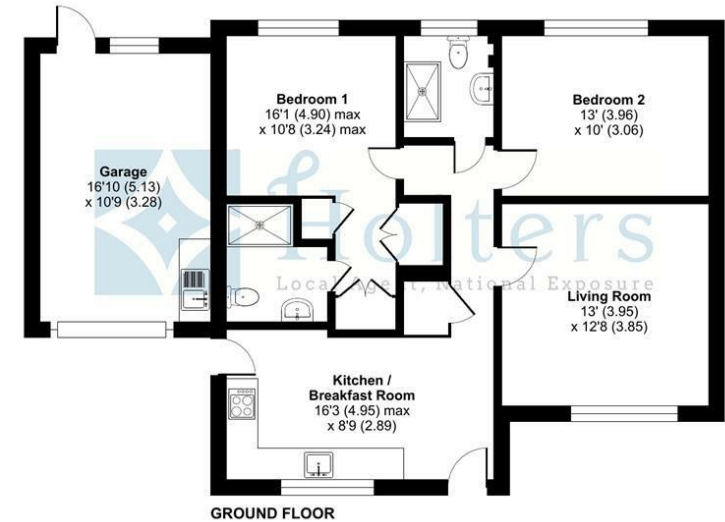 Bedroom 1
16'1 (4.90) max
x 10'8 (3.24) max
Bedroom 2
13' (3.96)
x 10' (3.06)
Garage
16'10 (5.13)
x 10'9 (3.28)
Holters
Local Agent, National Exposure
Living Room
13' (3.95)
x 12'8 (3.85)
Kitchen /
Breakfast Room
16'3 (4.95) max
x 8'9 (2.89)
GROUND FLOOR